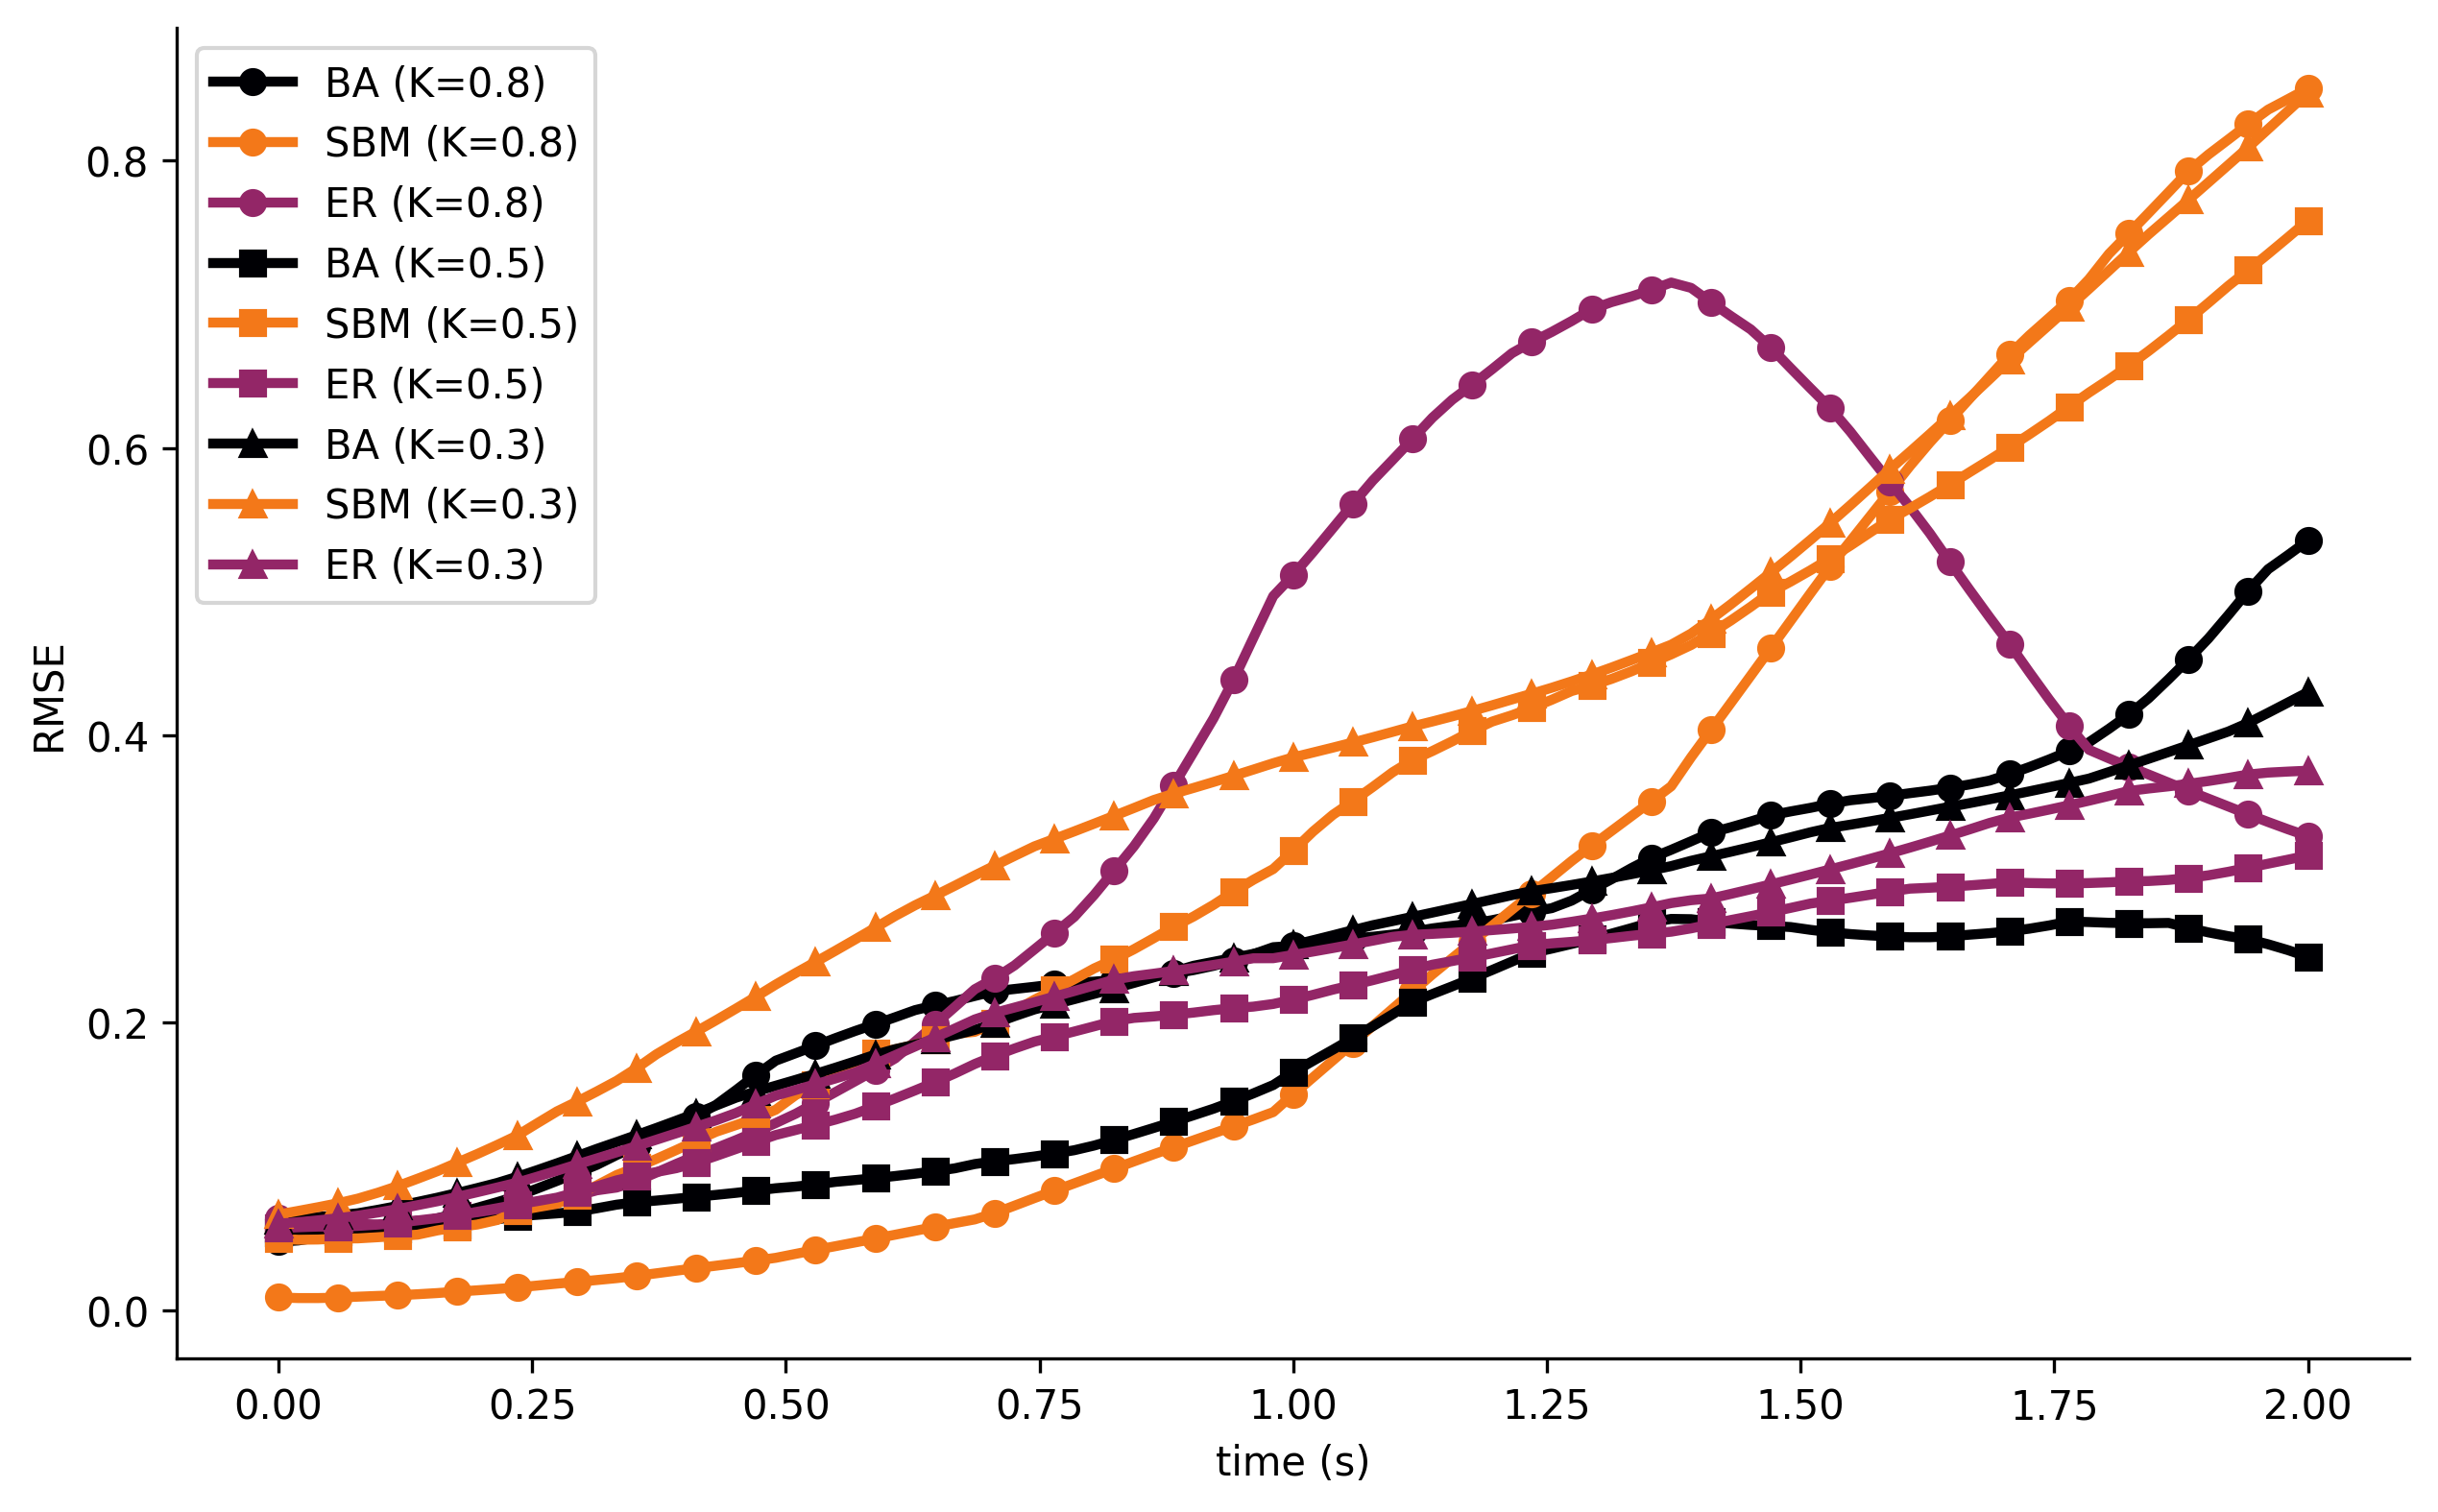 BA (K=0.8)
SBM (K=0.8)
ER (K=0.8)
BA (K=0.5)
SBM (K=0.5)
ER (K=0.5)
BA (K=0.3)
SBM (K=0.3)
ER (K=0.3)
0.8
0.6
0.4
0.2
0.0
RMSE
0.00 0.25 0.50 0.75 1.00 1.25 1.50 1.75 2.00
time (s)